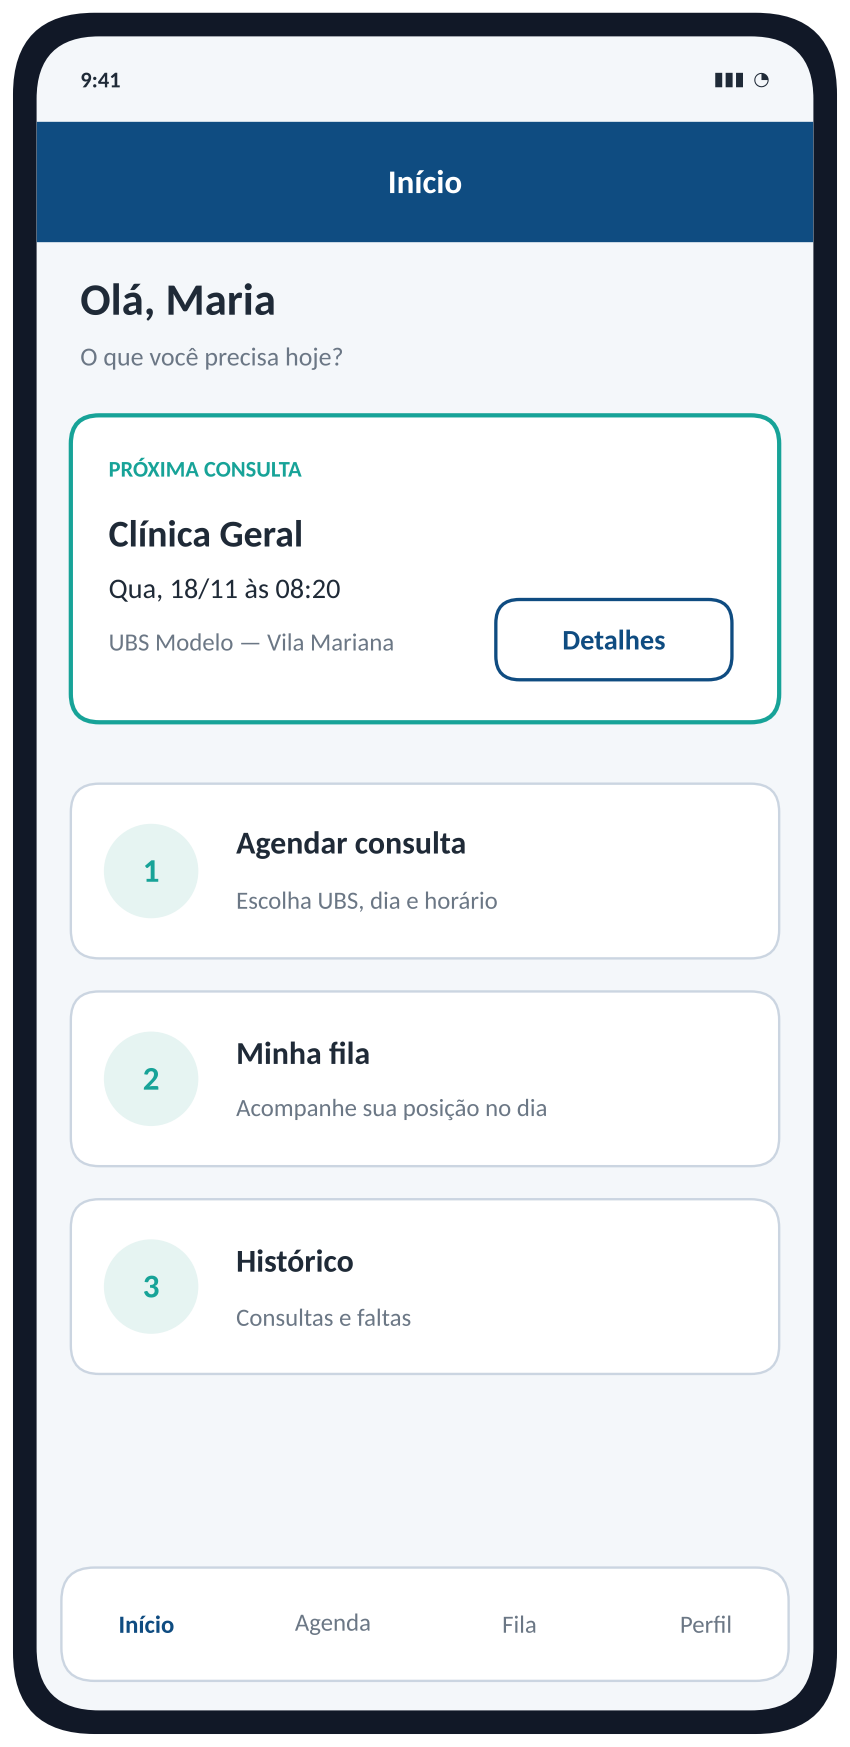 9:41
Início
Olá, Maria
O que você precisa hoje?
PRÓXIMA CONSULTA
Clínica Geral
Qua, 18/11 às 08:20
UBS Modelo — Vila Mariana
Detalhes
1
Agendar consulta
Escolha UBS, dia e horário
2
Minha fila
Acompanhe sua posição no dia
3
Histórico
Consultas e faltas
Início Agenda Fila Perfil